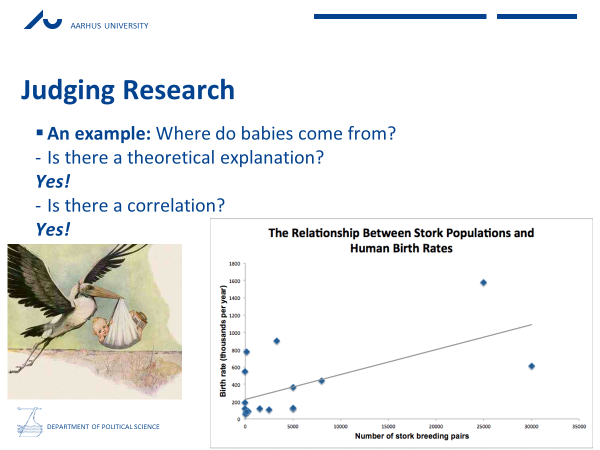 AARHUS UNIVERSITY
Judging Research
▪ An example: Where do babies come from?
- Is there a theoretical explanation?
Yes!
- Is there a correlation?
Yes!
The Relationship Between Stork Populations and
Human Birth Rates
Birth rate (thousands per year)
1800
1600
1400
1200
1000
800
600
400
200
0
0 5000 10000 15000 20000 25000 30000 35000
Number of stork breeding pairs
DEPARTMENT OF POLITICAL SCIENCE